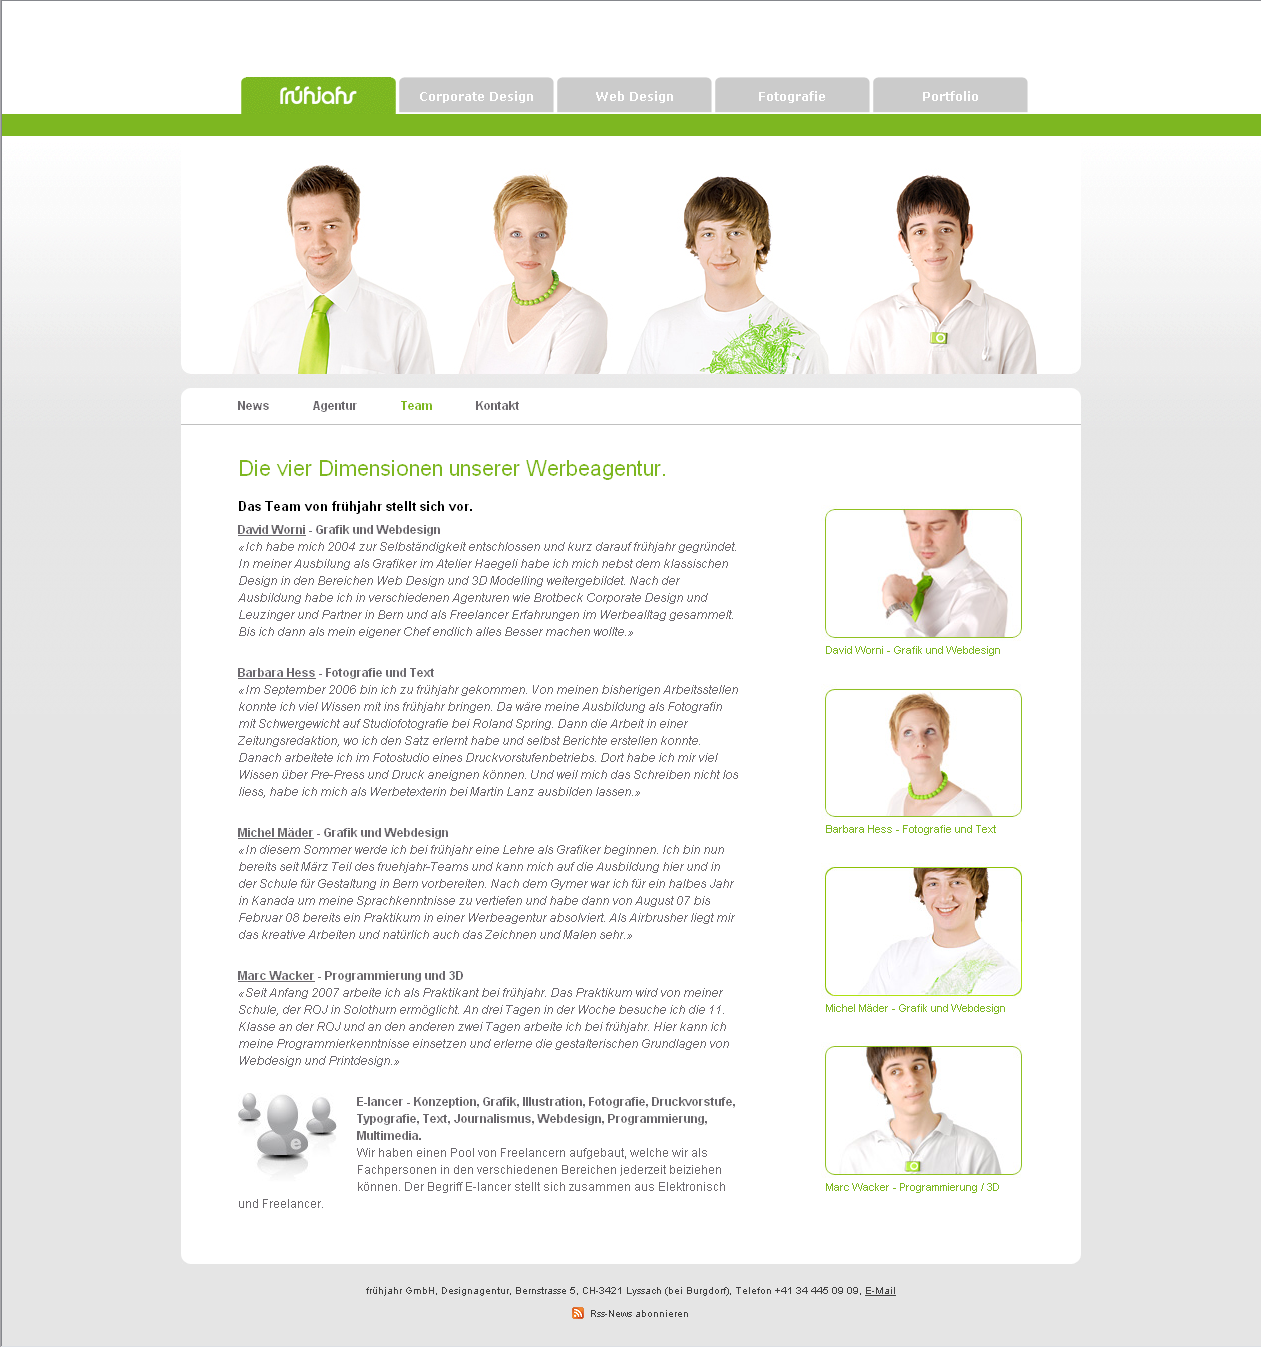 frühjahr
Corporate Design
Web Design
Fotografie
Portfolio
News
Agentur
Team
Kontakt
Die vier Dimensionen unserer Werbeagentur.
Das Team von frühjahr stellt sich vor.
David Worni - Grafik und Webdesign
«Ich habe mich 2004 zur Selbständigkeit entschlossen und kurz darauf frühjahr gegründet.
In meiner Ausbilung als Grafiker im Atelier Haegeli habe ich mich nebst dem klassischen
Design in den Bereichen Web Design und 3D Modelling weitergebildet. Nach der
Ausbildung habe ich in verschiedenen Agenturen wie Brotbeck Corporate Design und
Leuzinger und Partner in Bern und als Freelancer Erfahrungen im Werbealltag gesammelt.
Bis ich dann als mein eigener Chef endlich alles Besser machen wollte.»
Barbara Hess - Fotografie und Text
«Im September 2006 bin ich zu frühjahr gekommen. Von meinen bisherigen Arbeitsstellen
konnte ich viel Wissen mit ins frühjahr bringen. Da wäre meine Ausbildung als Fotografin
mit Schwergewicht auf Studiofotografie bei Roland Spring. Dann die Arbeit in einer
Zeitungsredaktion, wo ich den Satz erlernt habe und selbst Berichte erstellen konnte.
Danach arbeitete ich im Fotostudio eines Druckvorstufenbetriebs. Dort habe ich mir viel
Wissen über Pre-Press und Druck aneignen können. Und weil mich das Schreiben nicht los
liess, habe ich mich als Werbetexterin bei Martin Lanz ausbilden lassen.»
Michel Mäder - Grafik und Webdesign
«In diesem Sommer werde ich bei frühjahr eine Lehre als Grafiker beginnen. Ich bin nun
bereits seit März Teil des fruehjahr-Teams und kann mich auf die Ausbildung hier und in
der Schule für Gestaltung in Bern vorbereiten. Nach dem Gymer war ich für ein halbes Jahr
in Kanada um meine Sprachkenntnisse zu vertiefen und habe dann von August 07 bis
Februar 08 bereits ein Praktikum in einer Werbeagentur absolviert. Als Airbrusher liegt mir
das kreative Arbeiten und natürlich auch das Zeichnen und Malen sehr.»
Marc Wacker - Programmierung und 3D
«Seit Anfang 2007 arbeite ich als Praktikant bei frühjahr. Das Praktikum wird von meiner
Schule, der ROJ in Solothurn ermöglicht. An drei Tagen in der Woche besuche ich die 11.
Klasse an der ROJ und an den anderen zwei Tagen arbeite ich bei frühjahr. Hier kann ich
meine Programmierkenntnisse einsetzen und erlerne die gestalterischen Grundlagen von
Webdesign und Printdesign.»
e
E-lancer - Konzeption, Grafik, Illustration, Fotografie, Druckvorstufe,
Typografie, Text, Journalismus, Webdesign, Programmierung,
Multimedia.
Wir haben einen Pool von Freelancern aufgebaut, welche wir als
Fachpersonen in den verschiedenen Bereichen jederzeit beiziehen
können. Der Begriff E-lancer stellt sich zusammen aus Elektronisch
und Freelancer.
David Worni - Grafik und Webdesign
Barbara Hess - Fotografie und Text
Michel Mäder - Grafik und Webdesign
Marc Wacker - Programmierung / 3D
frühjahr GmbH, Designagentur, Bernstrasse 5, CH-3421 Lyssach (bei Burgdorf), Telefon +41 34 445 09 09, E-Mail
Rss-News abonnieren